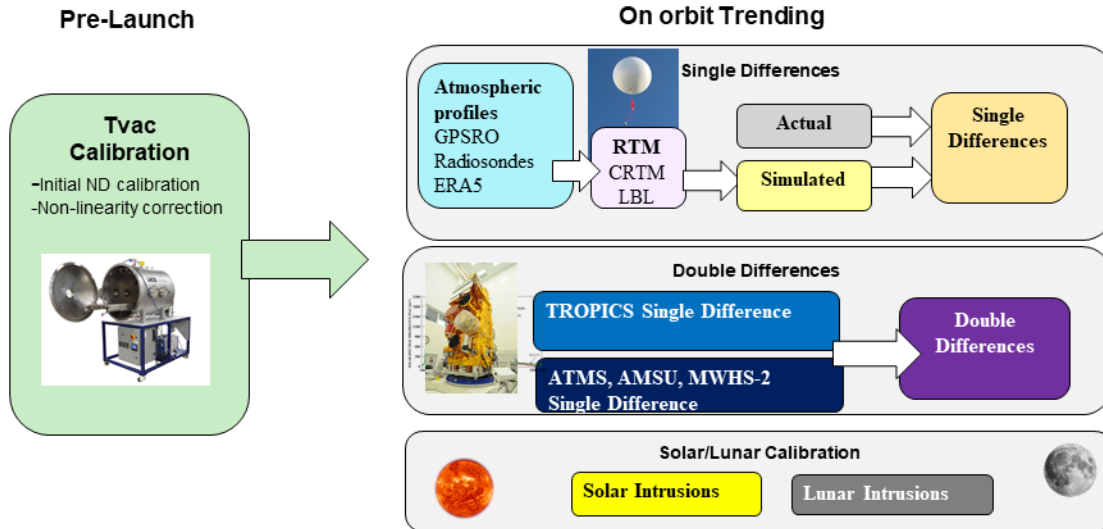 Pre-Launch
On orbit Trending
Tvac
Calibration
-Initial ND calibration
-Non-linearity correction
Single Differences
Atmospheric
profiles
GPSRO
Radiosondes
ERA5
RTM
CRTM
LBL
Actual
Simulated
Single
Differences
Double Differences
TROPICS Single Difference
ATMS, AMSU, MWHS-2
Single Difference
Double
Differences
Solar/Lunar Calibration
Solar Intrusions
Lunar Intrusions